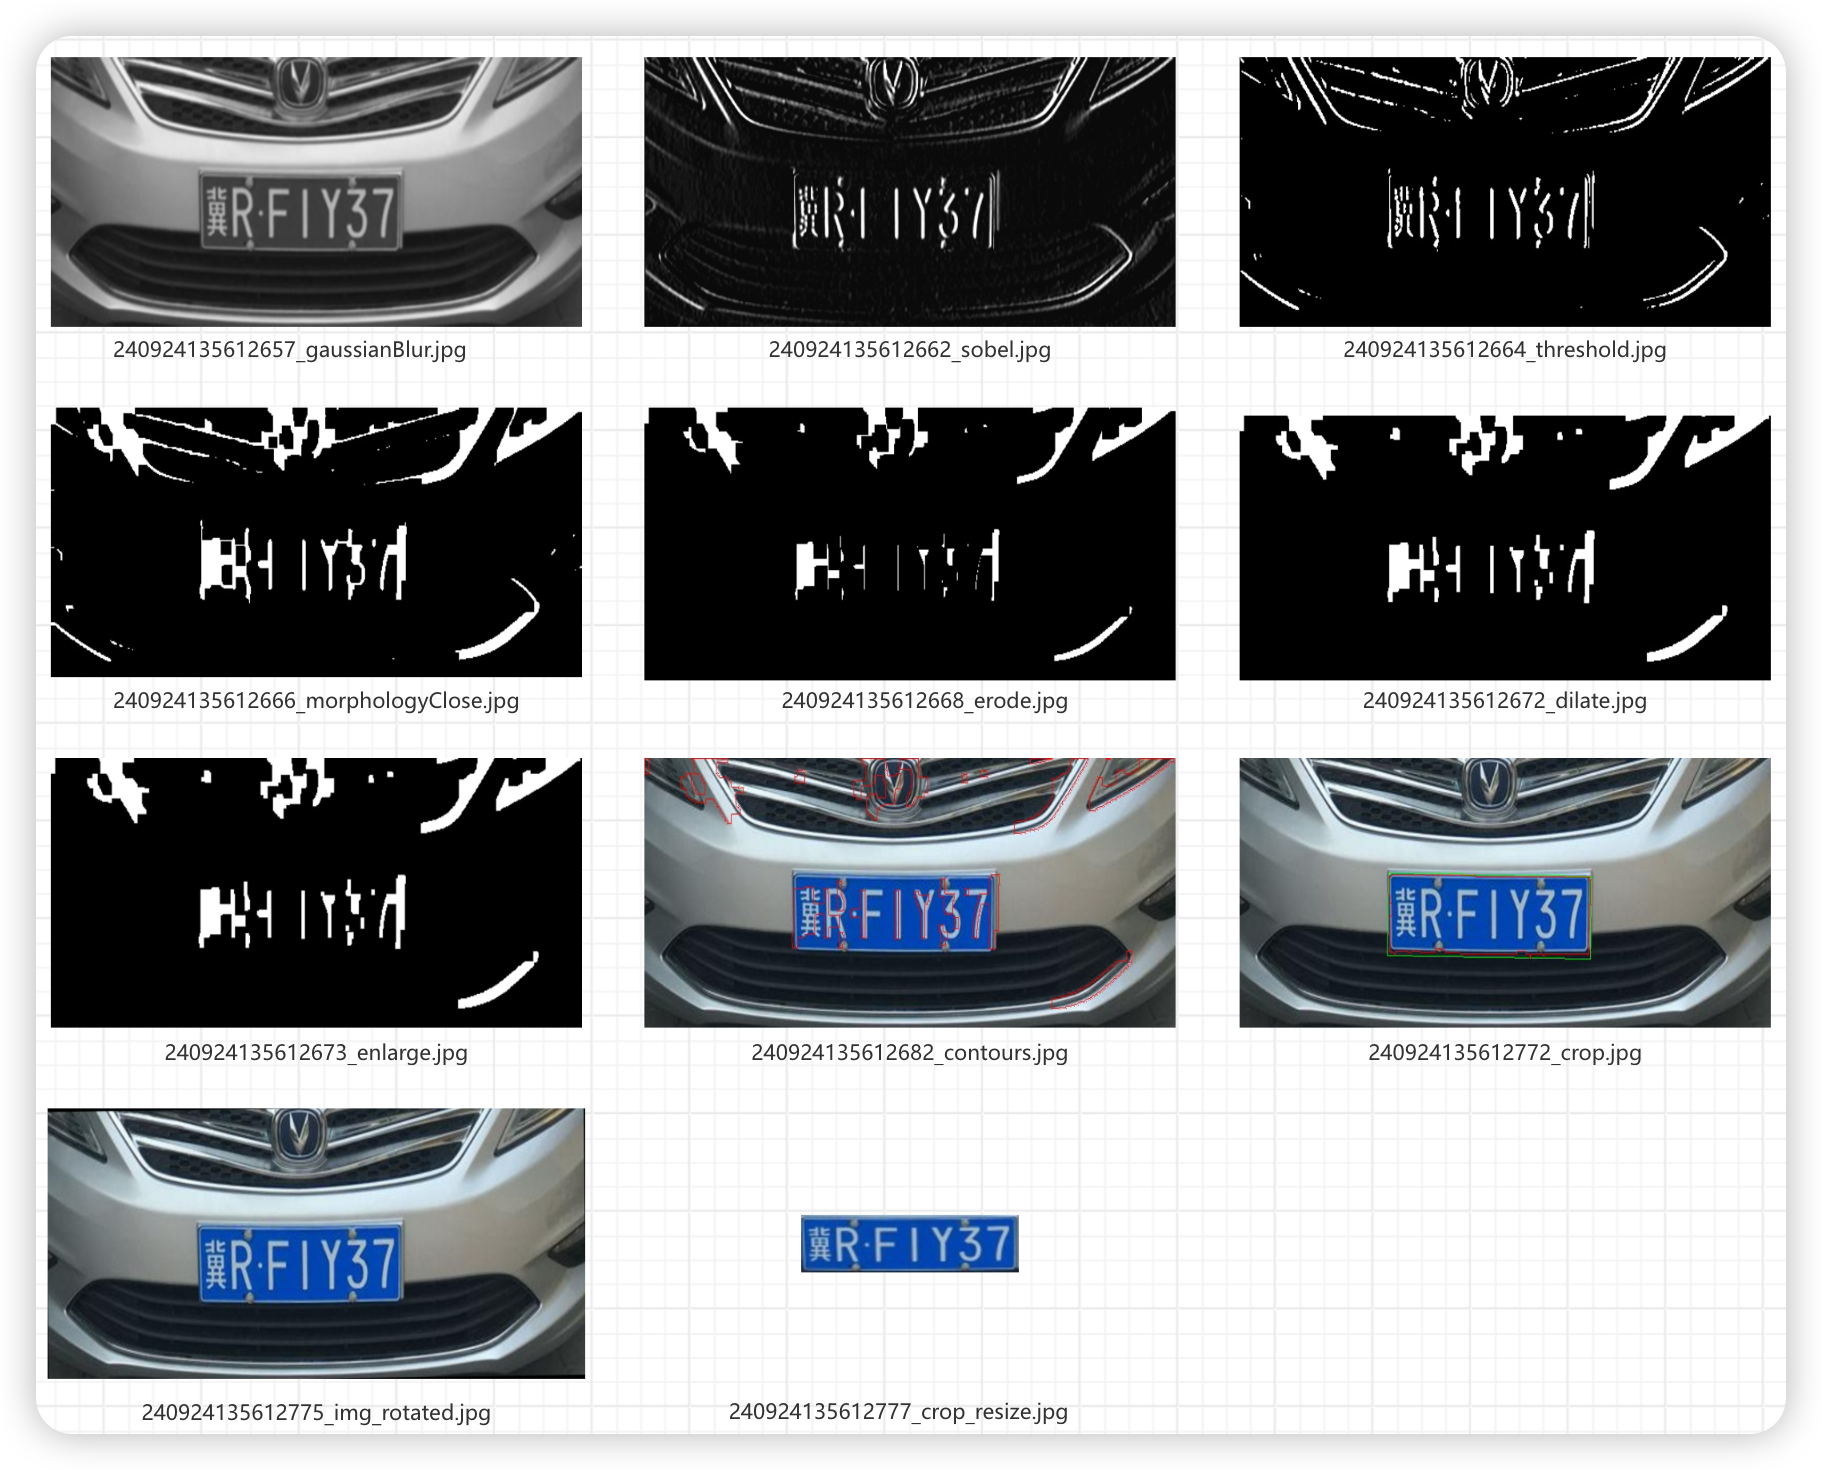 冀R·F1Y37
240924135612657_gaussianBlur.jpg
240924135612662_sobel.jpg
240924135612664_threshold.jpg
240924135612666_morphologyClose.jpg
240924135612668_erode.jpg
240924135612672_dilate.jpg
冀R·F1Y37
冀R·F1Y37
240924135612673_enlarge.jpg
240924135612682_contours.jpg
240924135612772_crop.jpg
冀R·F1Y37
冀R·F1Y37
240924135612775_img_rotated.jpg
240924135612777_crop_resize.jpg